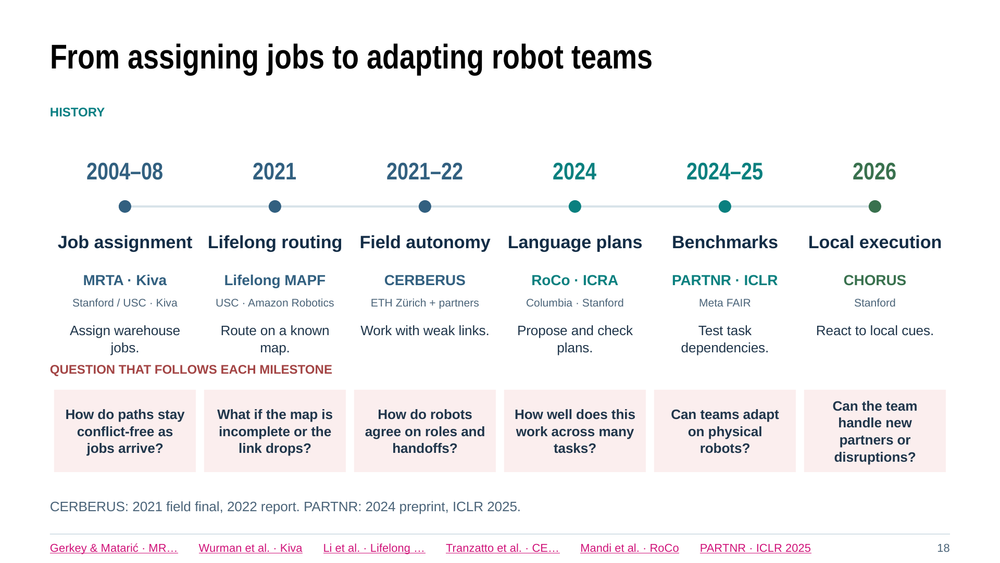 From assigning jobs to adapting robot teams
HISTORY
2004–08
2021
2021–22
2024
2024–25
2026
Job assignment
Lifelong routing
Field autonomy
Language plans
Benchmarks
Local execution
MRTA · Kiva
Lifelong MAPF
CERBERUS
RoCo · ICRA
PARTNR · ICLR
CHORUS
Stanford / USC · Kiva
USC · Amazon Robotics
ETH Zürich + partners
Columbia · Stanford
Meta FAIR
Stanford
Assign warehouse
jobs.
Route on a known
map.
Work with weak links.
Propose and check
plans.
Test task
dependencies.
React to local cues.
QUESTION THAT FOLLOWS EACH MILESTONE
How do paths stay
conflict-free as
jobs arrive?
What if the map is
incomplete or the
link drops?
How do robots
agree on roles and
handoffs?
How well does this
work across many
tasks?
Can teams adapt
on physical
robots?
Can the team
handle new
partners or
disruptions?
CERBERUS: 2021 field final, 2022 report. PARTNR: 2024 preprint, ICLR 2025.
Gerkey & Matarić · MR…
Wurman et al. · Kiva
Li et al. · Lifelong …
Tranzatto et al. · CE…
Mandi et al. · RoCo
PARTNR · ICLR 2025
18